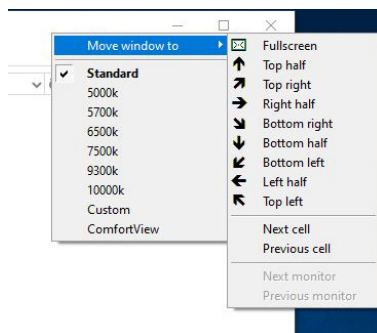 Move window to
Standard
5000k
5700k
6500k
7500k
9300k
10000k
Custom
ComfortView
Fullscreen
Top half
Top right
Right half
Bottom right
Bottom half
Bottom left
Left half
Top left
Next cell
Previous cell
Next monitor
Previous monitor